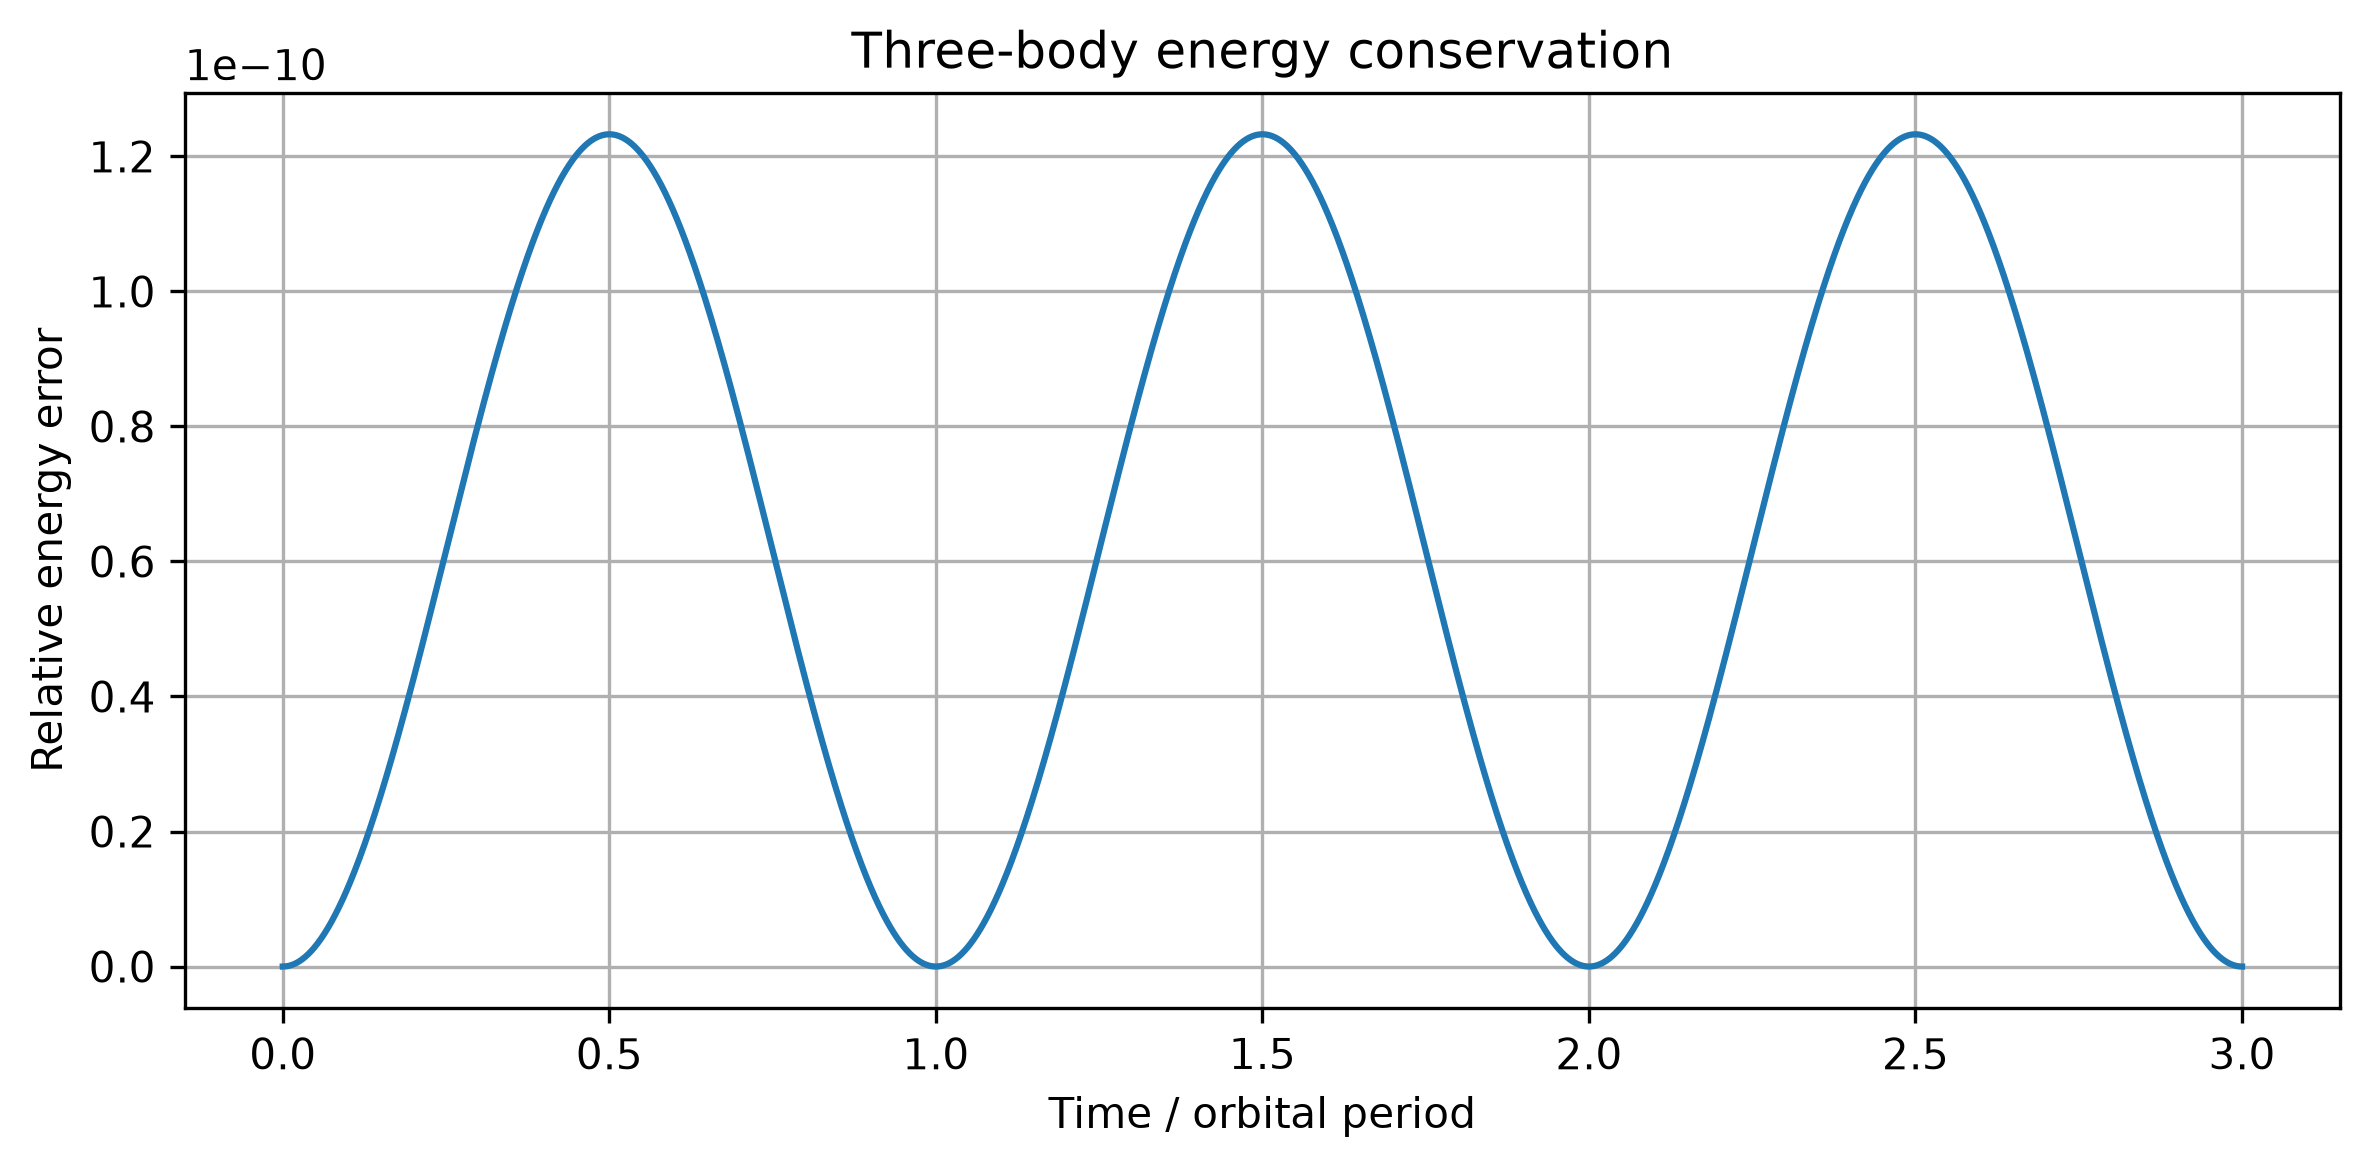 Three-body energy conservation
1e−10
1.2
1.0
0.8
0.6
0.4
0.2
0.0
Relative energy error
0.0 0.5 1.0 1.5 2.0 2.5 3.0
Time / orbital period